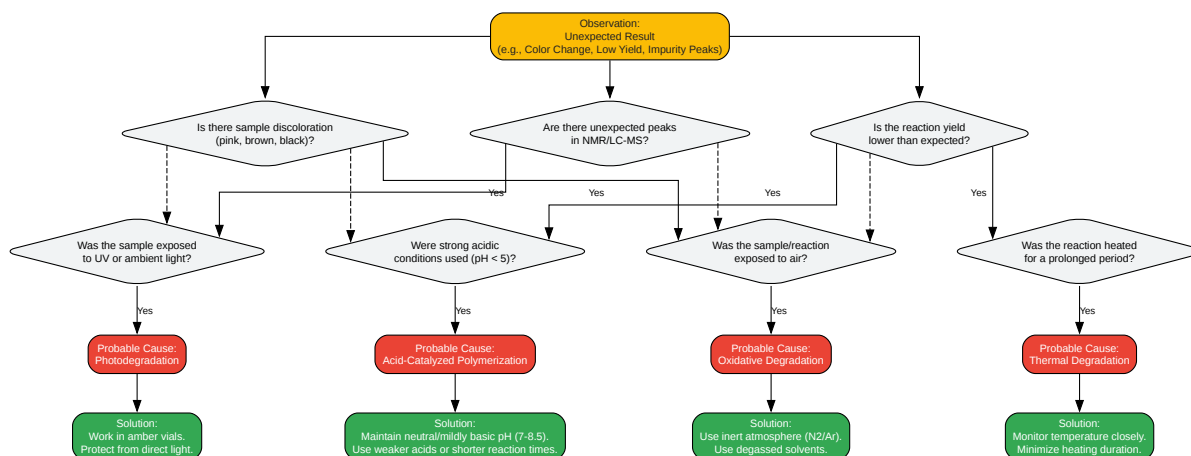 Observation:
Unexpected Result
(e.g., Color Change, Low Yield, Impurity Peaks)
Is there sample discoloration
(pink, brown, black)?
Are there unexpected peaks
in NMR/LC-MS?
Is the reaction yield
lower than expected?
Yes
Yes
Yes
Yes
Was the sample exposed
to UV or ambient light?
Were strong acidic
conditions used (pH < 5)?
Was the sample/reaction
exposed to air?
Was the reaction heated
for a prolonged period?
Yes
Yes
Yes
Yes
Probable Cause:
Photodegradation
Probable Cause:
Acid-Catalyzed Polymerization
Probable Cause:
Oxidative Degradation
Probable Cause:
Thermal Degradation
Solution:
Work in amber vials.
Protect from direct light.
Solution:
Maintain neutral/mildly basic pH (7-8.5).
Use weaker acids or shorter reaction times.
Solution:
Use inert atmosphere (N2/Ar).
Use degassed solvents.
Solution:
Monitor temperature closely.
Minimize heating duration.